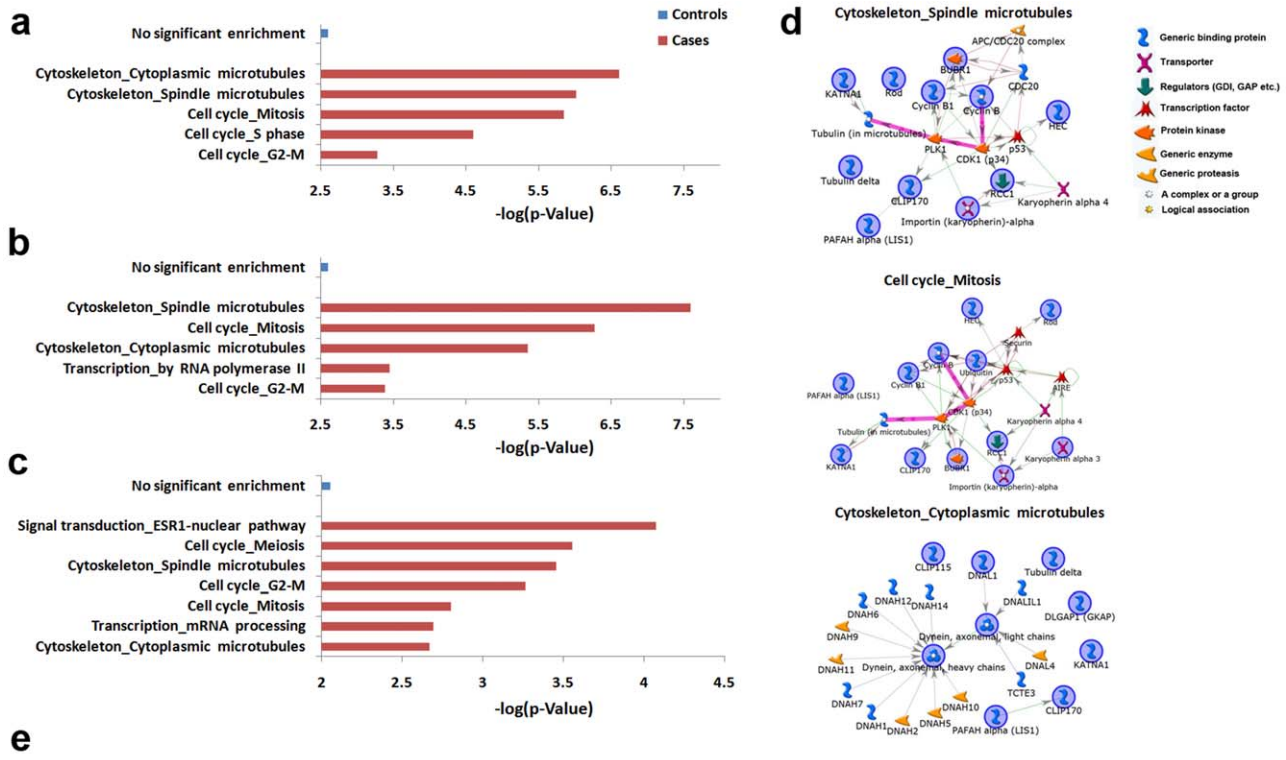 a
Controls
Cases
No significant enrichment
Cytoskeleton_Cytoplasmic microtubules
Cytoskeleton_Spindle microtubules
Cell cycle_Mitosis
Cell cycle_S phase
Cell cycle_G2-M
2.5 3.5 4.5 5.5 6.5 7.5
-log(p-Value)
b
No significant enrichment
Cytoskeleton_Spindle microtubules
Cell cycle_Mitosis
Cytoskeleton_Cytoplasmic microtubules
Transcription_by RNA polymerase II
Cell cycle_G2-M
2.5 3.5 4.5 5.5 6.5 7.5
-log(p-Value)
c
No significant enrichment
Signal transduction_ESR1-nuclear pathway
Cell cycle_Meiosis
Cytoskeleton_Spindle microtubules
Cell cycle_G2-M
Cell cycle_Mitosis
Transcription_mRNA processing
Cytoskeleton_Cytoplasmic microtubules
2 2.5 3 3.5 4 4.5
-log(p-Value)
e
d
Cytoskeleton_Spindle microtubules
APC/CDC20 complex
BUBR1
KATNA1
Rod
Cyclin B1
Cyclin B
CDC20
HEC
Tubulin (in microtubules)
PLK1
CDK1 (p34)
p53
Tubulin delta
CLIP170
RCC1
Karyopherin alpha 4
Importin (karyopherin)-alpha
PAFAH alpha (LIS1)
Generic binding protein
Transporter
Regulators (GDI, GAP etc.)
Transcription factor
Protein kinase
Generic enzyme
Generic proteasis
A complex or a group
Logical association
Cell cycle_Mitosis
HEC
Rod
Securin
Cyclin B
Ubiquitin
p53
Cyclin B1
AIRE
PAFAH alpha (LIS1)
CDK1 (p34)
Karyopherin alpha 4
Tubulin (in microtubules)
PLK1
RCC1
Karyopherin alpha 3
KATNA1
CLIP170
BUBR1
Importin (karyopherin)-alpha
Cytoskeleton_Cytoplasmic microtubules
CLIP115
DNAL1
Tubulin delta
DNAH12
DNAH14
DNALIL1
DNAH6
DLGAP1 (GKAP)
DNAH9
Dynein, axonemal, light chains
DNAH11
Dynein, axonemal, heavy chains
DNAL4
KATNA1
DNAH7
TCTE3
DNAH10
CLIP170
DNAH1
DNAH2
DNAH5
PAFAH alpha (LIS1)